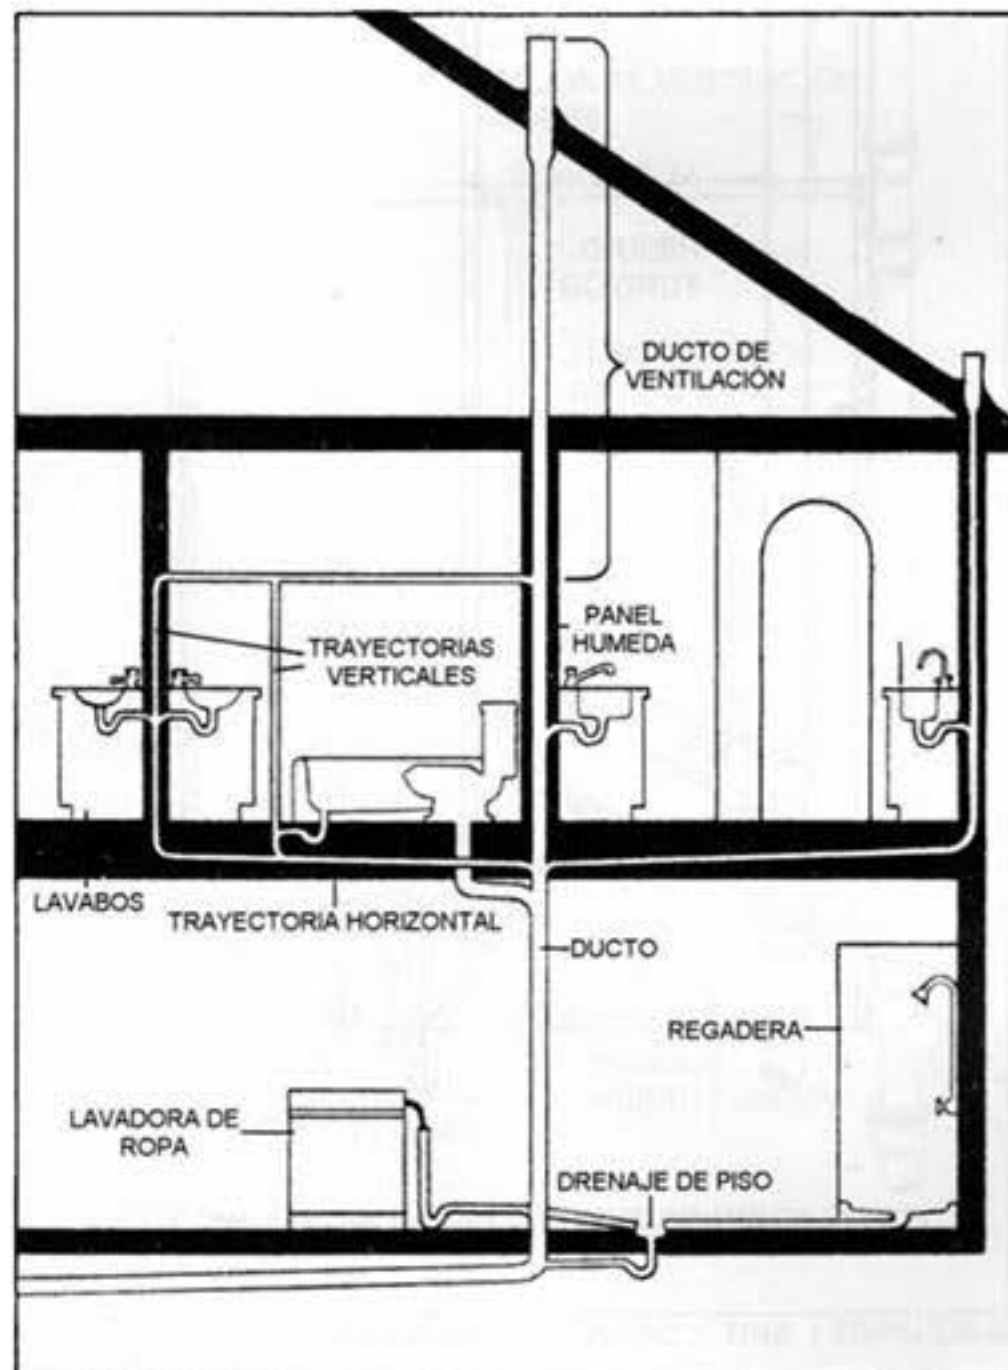 DUCTO DE
VENTILACIÓN
PANEL
HUMEDA
TRAYECTORIAS
VERTICALES
LAVABOS
TRAYECTORIA HORIZONTAL
DUCTO
REGADERA
LAVADORA DE
ROPA
DRENAJE DE PISO